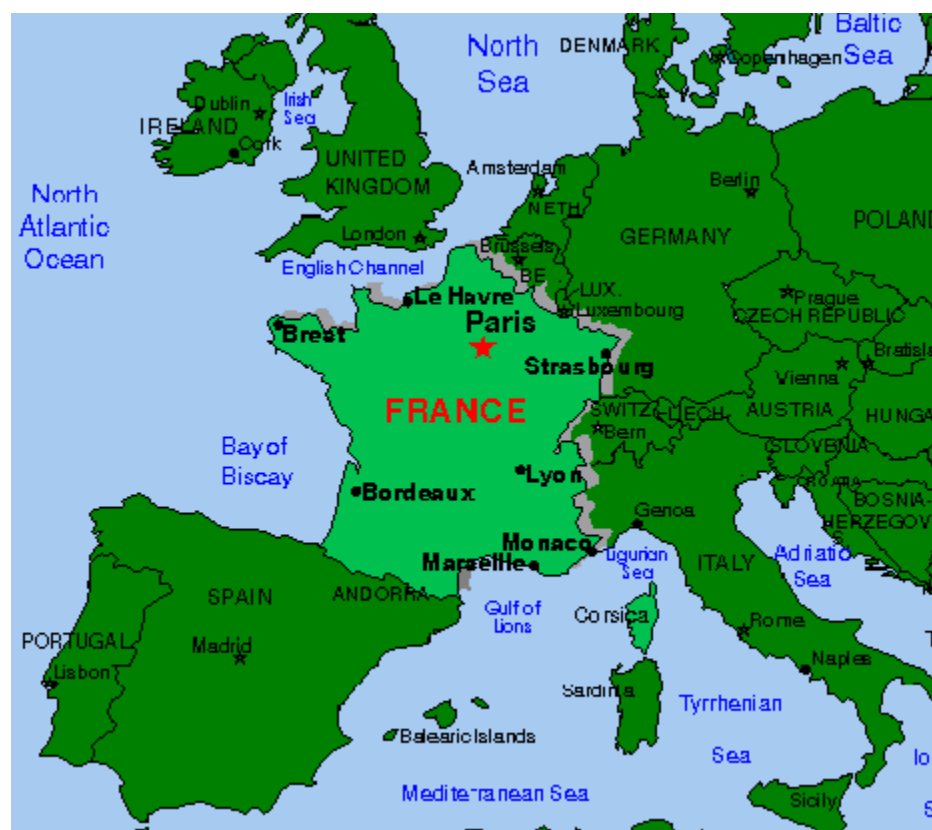 North
Sea
DENMARK
Baltic
Sea
Copenhagen
Dublin
Irish
Sea
IRELAND
Cork
UNITED
KINGDOM
London
North
Atlantic
Ocean
English Channel
Amsterdam
NETH.
Berlin
POLAND
GERMANY
Brussels
BE.
LUX.
Luxembourg
Prague
CZECH REPUBLIC
Le Havre
Paris
Brest
Strasbourg
Vienna
Bratisla
FRANCE
SWITZ.
LIECH.
AUSTRIA
HUNGA
Bern
SLOVENIA
CROATIA
BOSNIA-
HERZEGOV
S
Bay of
Biscay
Lyon
Bordeaux
Genoa
Monaco
Marseille
Ligurian
Sea
ITALY
Adriatic
Sea
SPAIN
ANDORRA
Gulf of
Lions
Corsica
Rome
PORTUGAL
Madrid
Lisbon
Naples
Sardinia
Tyrrhenian
Sea
Balearic Islands
Mediterranean Sea
Sicily
T
Io
S